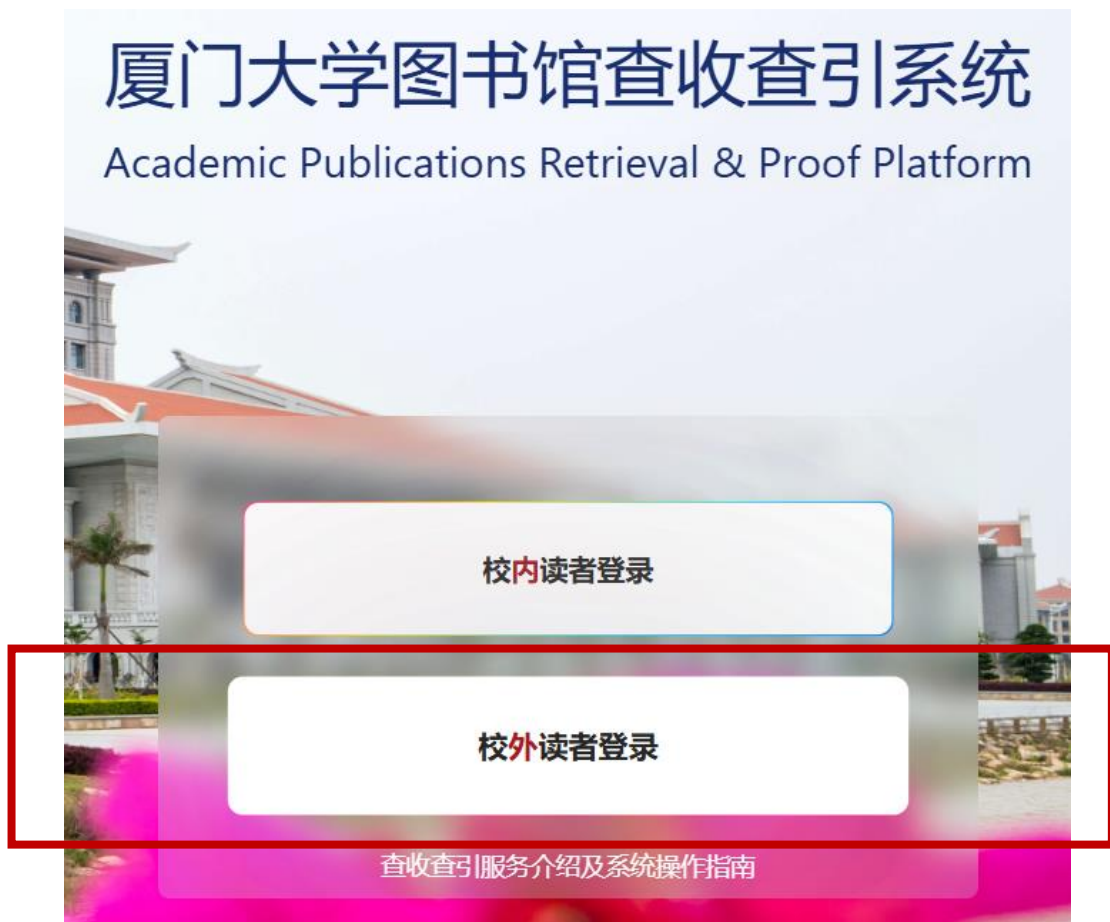 厦门大学图书馆查收查引系统
Academic Publications Retrieval & Proof Platform
校内读者登录
校外读者登录
查收查引服务介绍及系统操作指南